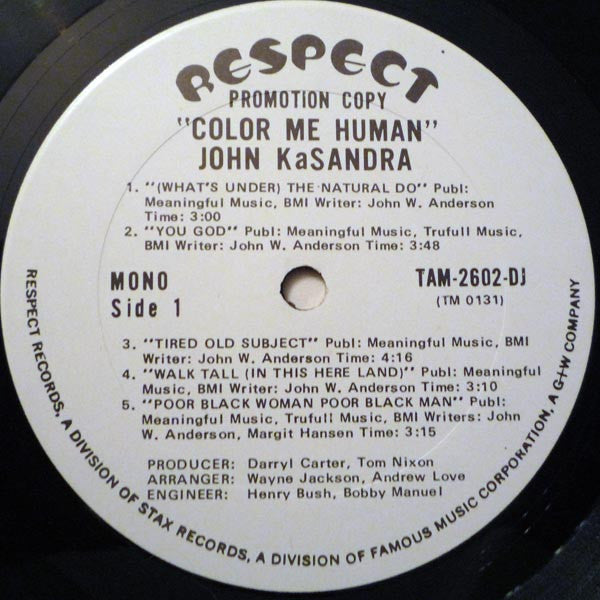 RESPECT
PROMOTION COPY
"COLOR ME HUMAN"
JOHN KaSANDRA
1. "(WHAT'S UNDER) THE NATURAL DO" Publ:
Meaningful Music, BMI Writer: John W. Anderson
Time: 3:00
2. "YOU GOD" Publ: Meaningful Music, Trufull Music,
BMI Writer: John W. Anderson Time: 3:48
MONO
Side 1
TAM-2602-DJ
(TM 0131)
3. "TIRED OLD SUBJECT" Publ: Meaningful Music, BMI
Writer: John W. Anderson Time: 4:16
4. "WALK TALL (IN THIS HERE LAND)" Publ: Meaningful
Music, BMI Writer: John W. Anderson Time: 3:10
5. "POOR BLACK WOMAN POOR BLACK MAN" Publ:
Meaningful Music, Trufull Music, BMI Writers: John
W. Anderson, Margit Hansen Time: 3:15
PRODUCER: Darryl Carter, Tom Nixon
ARRANGER: Wayne Jackson, Andrew Love
ENGINEER: Henry Bush, Bobby Manuel
RESPECT RECORDS, A DIVISION OF STAX RECORDS, A DIVISION OF FAMOUS MUSIC CORPORATION, A G+W COMPANY